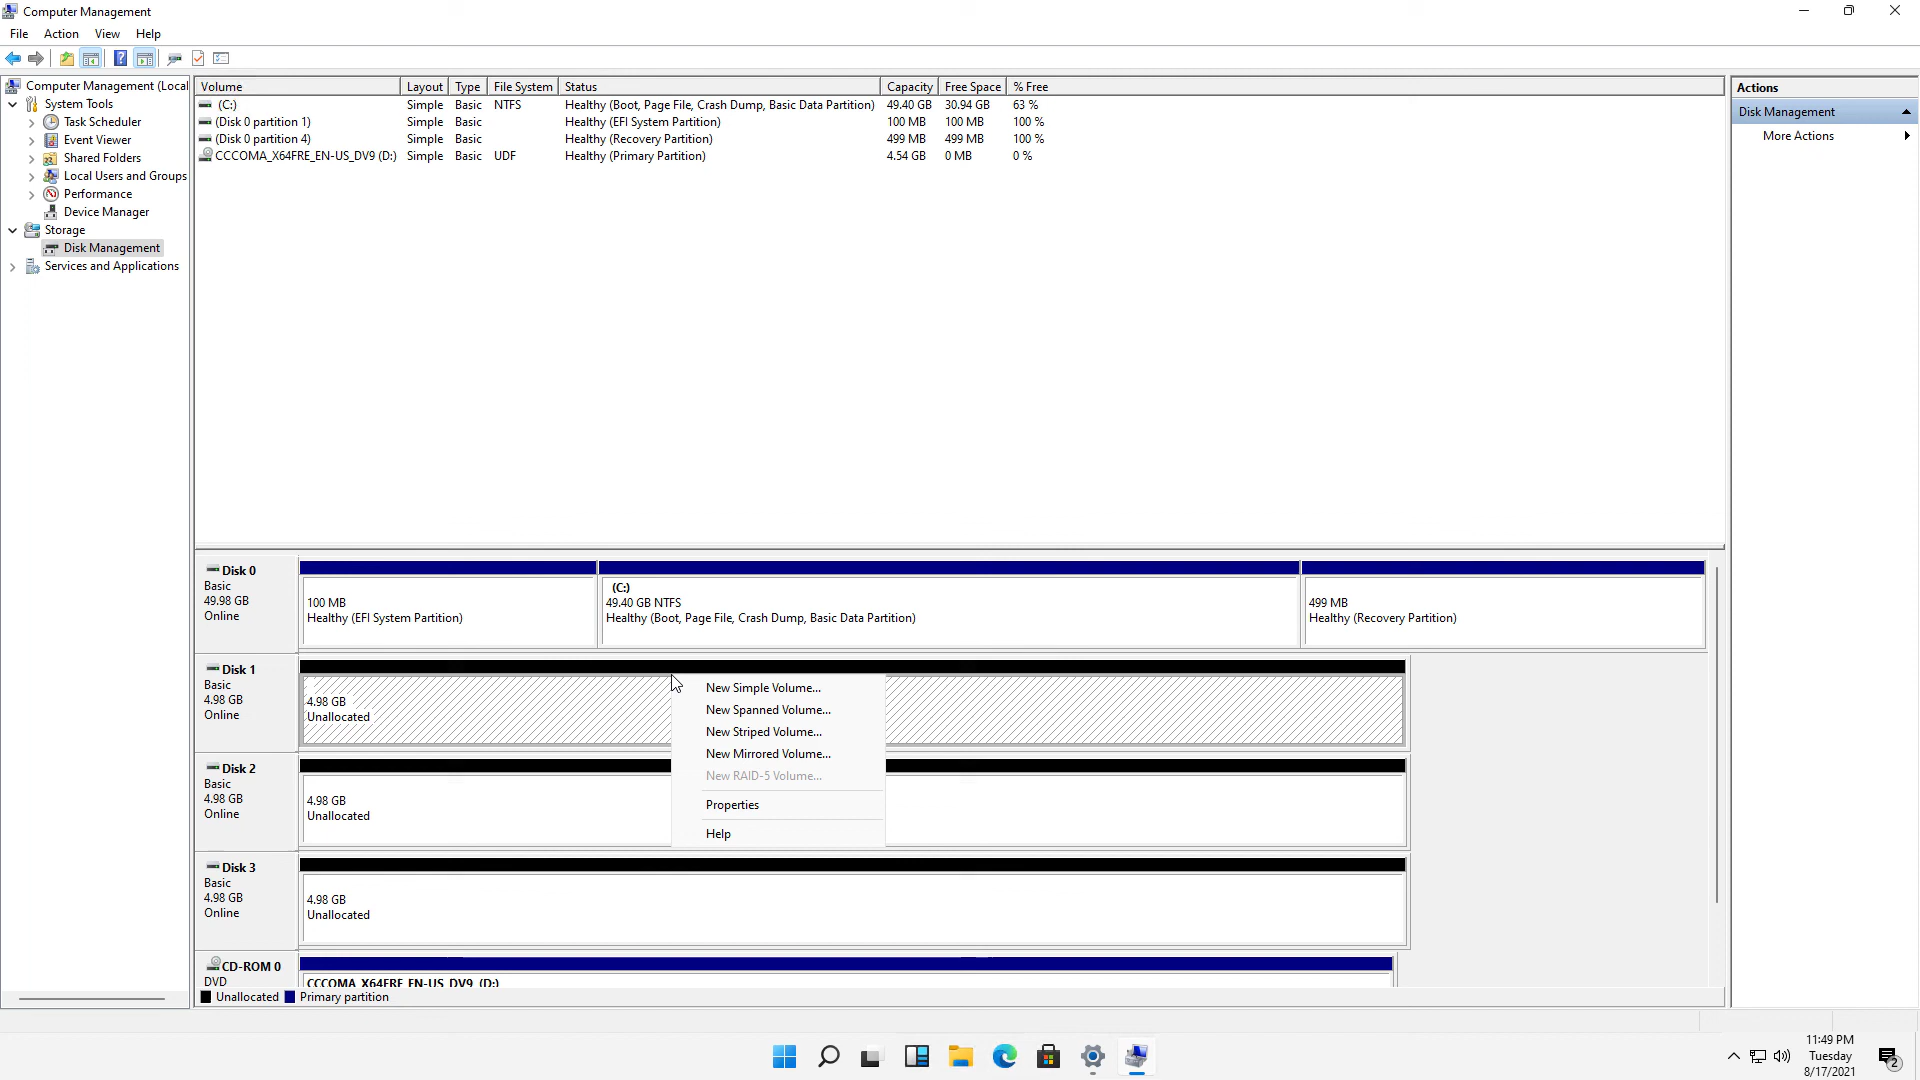 Computer Management
File Action View Help
Computer Management (Local
System Tools
Task Scheduler
Event Viewer
Shared Folders
Local Users and Groups
Performance
Device Manager
Storage
Disk Management
Services and Applications
Volume Layout Type File System Status Capacity Free Space % Free
(C:) Simple Basic NTFS Healthy (Boot, Page File, Crash Dump, Basic Data Partition) 49.40 GB 30.94 GB 63 %
(Disk 0 partition 1) Simple Basic Healthy (EFI System Partition) 100 MB 100 MB 100 %
(Disk 0 partition 4) Simple Basic Healthy (Recovery Partition) 499 MB 499 MB 100 %
CCCOMA_X64FRE_EN-US_DV9 (D:) Simple Basic UDF Healthy (Primary Partition) 4.54 GB 0 MB 0 %
Actions
Disk Management
More Actions
Disk 0
Basic
49.98 GB
Online
100 MB
Healthy (EFI System Partition)
(C:)
49.40 GB NTFS
Healthy (Boot, Page File, Crash Dump, Basic Data Partition)
499 MB
Healthy (Recovery Partition)
Disk 1
Basic
4.98 GB
Online
4.98 GB
Unallocated
New Simple Volume...
New Spanned Volume...
New Striped Volume...
New Mirrored Volume...
New RAID-5 Volume...
Properties
Help
Disk 2
Basic
4.98 GB
Online
4.98 GB
Unallocated
Disk 3
Basic
4.98 GB
Online
4.98 GB
Unallocated
CD-ROM 0
DVD
CCCOMA_X64FRE_EN-US_DV9 (D:)
Unallocated Primary partition
11:49 PM
Tuesday
8/17/2021
2